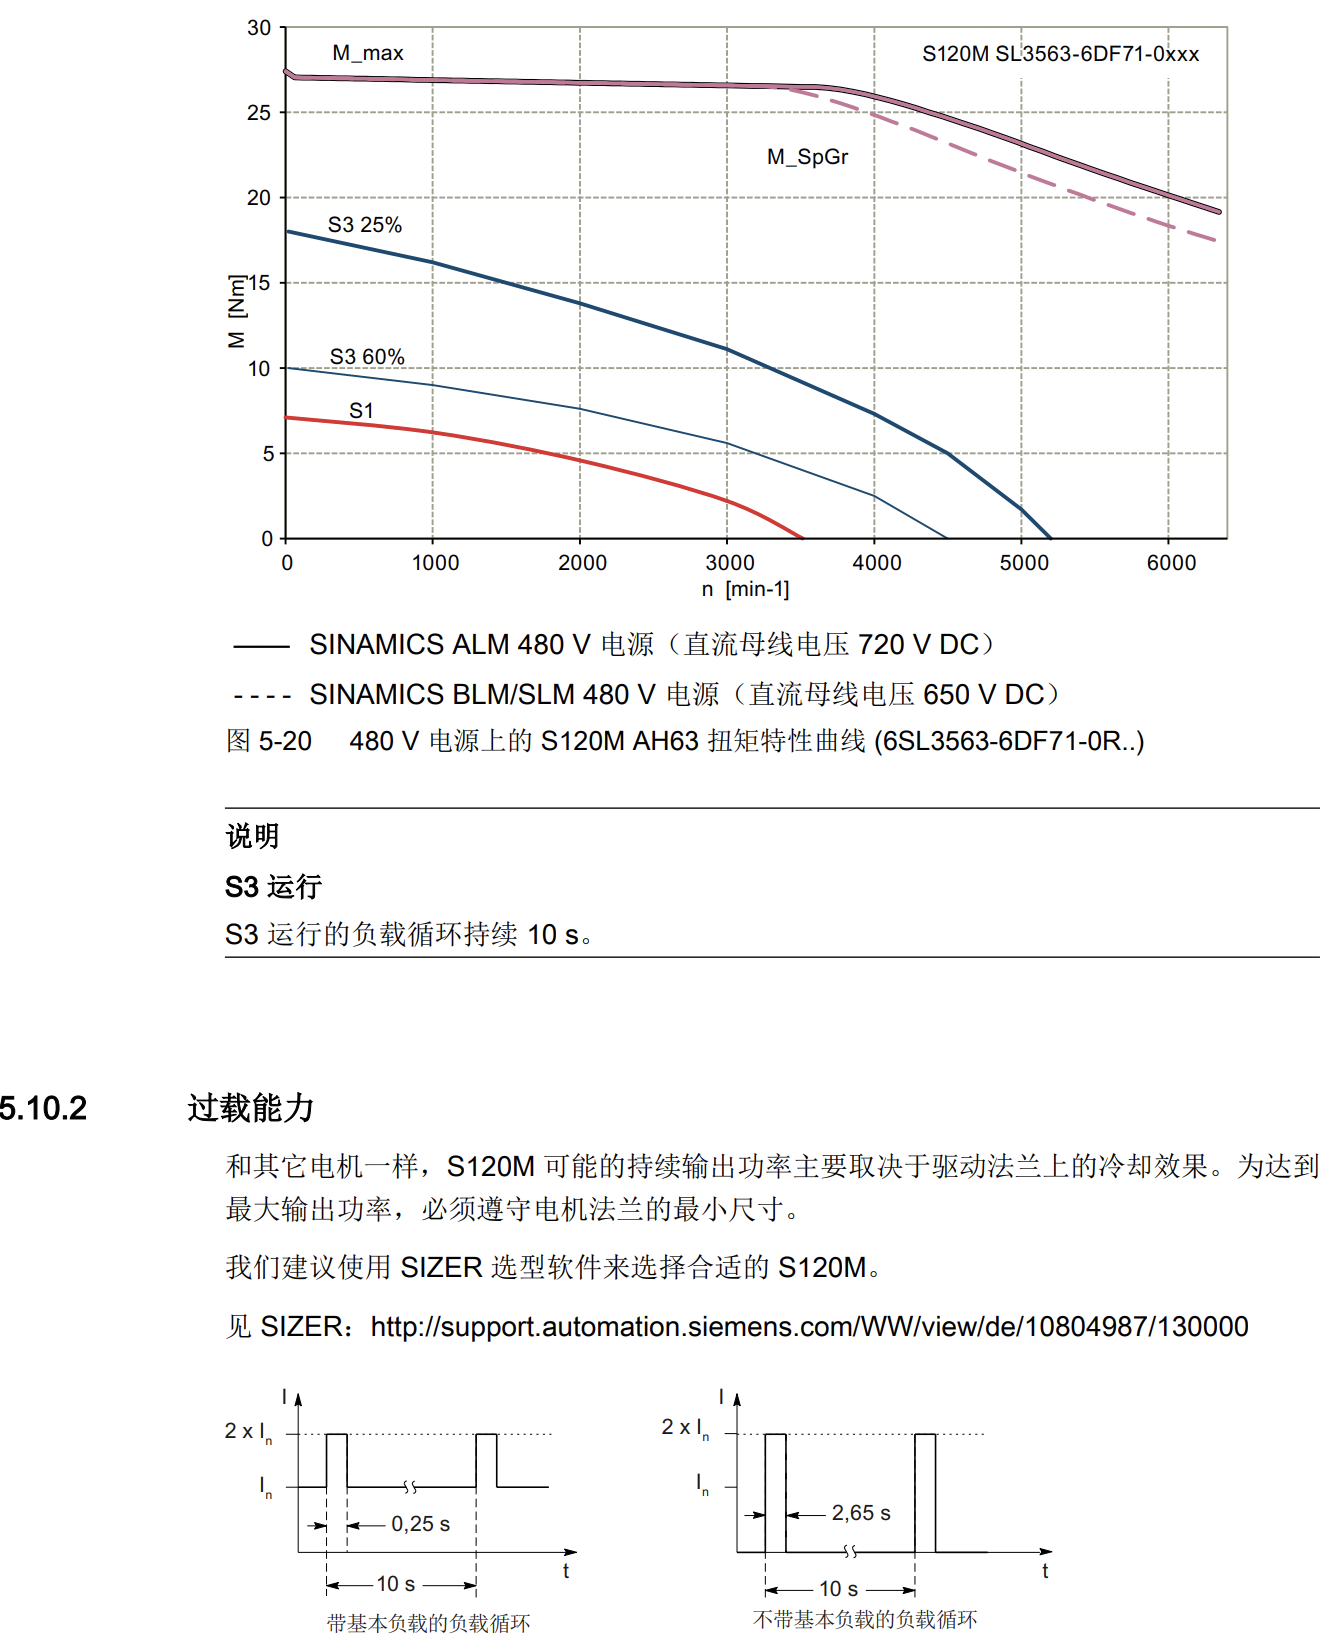 30
M_max
S120M SL3563-6DF71-0xxx
25
M_SpGr
20
S3 25%
15
M [Nm]
S3 60%
10
S1
5
0
0 1000 2000 3000 4000 5000 6000
n [min-1]
SINAMICS ALM 480 V 电源（直流母线电压 720 V DC）
SINAMICS BLM/SLM 480 V 电源（直流母线电压 650 V DC）
图 5-20 480 V 电源上的 S120M AH63 扭矩特性曲线 (6SL3563-6DF71-0R..)
说明
S3 运行
S3 运行的负载循环持续 10 s。
5.10.2 过载能力
和其它电机一样，S120M 可能的持续输出功率主要取决于驱动法兰上的冷却效果。为达到
最大输出功率，必须遵守电机法兰的最小尺寸。
我们建议使用 SIZER 选型软件来选择合适的 S120M。
见 SIZER：http://support.automation.siemens.com/WW/view/de/10804987/130000
I
2 x In
In
0,25 s
t
10 s
带基本负载的负载循环
I
2 x In
In
2,65 s
t
10 s
不带基本负载的负载循环